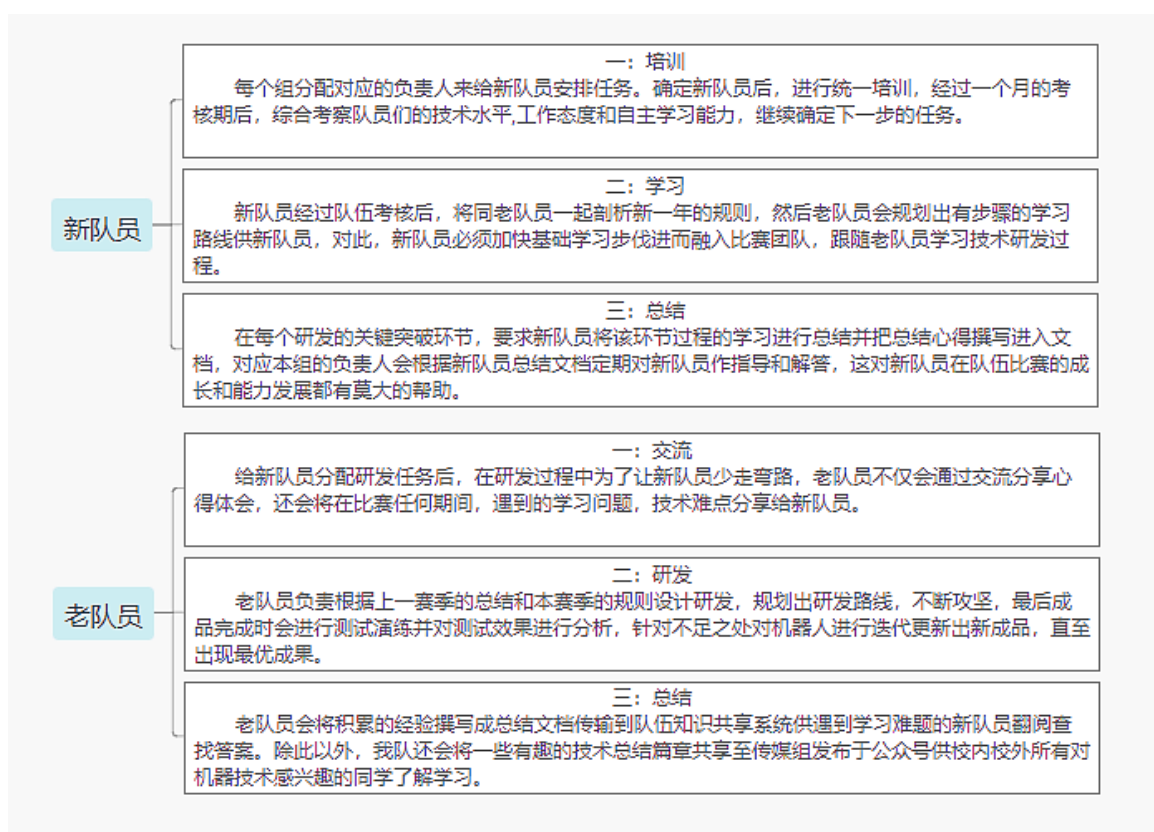 新队员
一：培训
每个组分配对应的负责人来给新队员安排任务。确定新队员后，进行统一培训，经过一个月的考
核期后，综合考察队员们的技术水平,工作态度和自主学习能力，继续确定下一步的任务。
二：学习
新队员经过队伍考核后，将同老队员一起剖析新一年的规则，然后老队员会规划出有步骤的学习
路线供新队员，对此，新队员必须加快基础学习步伐进而融入比赛团队，跟随老队员学习技术研发过
程。
三：总结
在每个研发的关键突破环节，要求新队员将该环节过程的学习进行总结并把总结心得撰写进入文
档，对应本组的负责人会根据新队员总结文档定期对新队员作指导和解答，这对新队员在队伍比赛的成
长和能力发展都有莫大的帮助。
老队员
一：交流
给新队员分配研发任务后，在研发过程中为了让新队员少走弯路，老队员不仅会通过交流分享心
得体会，还会将在比赛任何期间，遇到的学习问题，技术难点分享给新队员。
二：研发
老队员负责根据上一赛季的总结和本赛季的规则设计研发，规划出研发路线，不断攻坚，最后成
品完成时会进行测试演练并对测试效果进行分析，针对不足之处对机器人进行迭代更新出新成品，直至
出现最优成果。
三：总结
老队员会将积累的经验撰写成总结文档传输到队伍知识共享系统供遇到学习难题的新队员翻阅查
找答案。除此以外，我队还会将一些有趣的技术总结篇章共享至传媒组发布于公众号供校内校外所有对
机器技术感兴趣的同学了解学习。